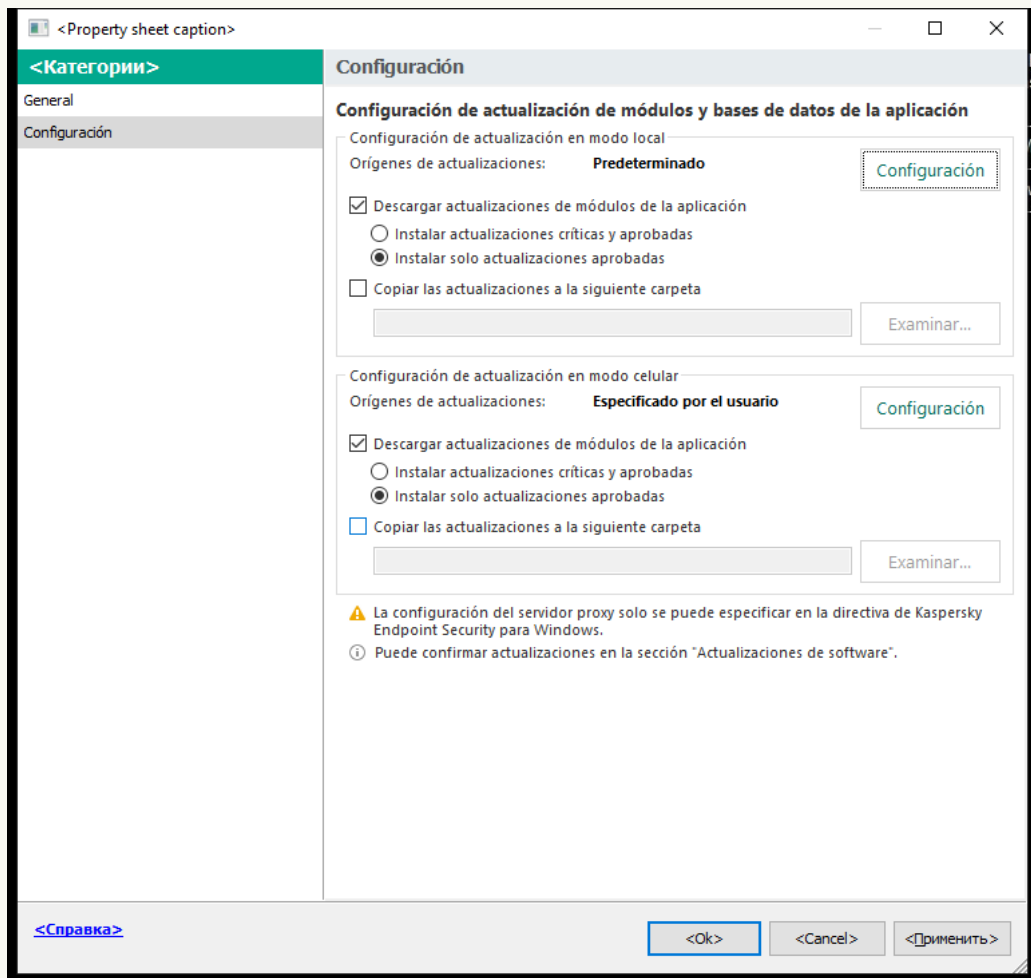 <Property sheet caption>
<Категории>
General
Configuración
Configuración
Configuración de actualización de módulos y bases de datos de la aplicación
Configuración de actualización en modo local
Orígenes de actualizaciones: Predeterminado
Configuración
Descargar actualizaciones de módulos de la aplicación
Instalar actualizaciones críticas y aprobadas
Instalar solo actualizaciones aprobadas
Copiar las actualizaciones a la siguiente carpeta
Examinar...
Configuración de actualización en modo celular
Orígenes de actualizaciones: Especificado por el usuario
Configuración
Descargar actualizaciones de módulos de la aplicación
Instalar actualizaciones críticas y aprobadas
Instalar solo actualizaciones aprobadas
Copiar las actualizaciones a la siguiente carpeta
Examinar...
La configuración del servidor proxy solo se puede especificar en la directiva de Kaspersky
Endpoint Security para Windows.
Puede confirmar actualizaciones en la sección "Actualizaciones de software".
<Справка>
<Ok> <Cancel> <Применить>